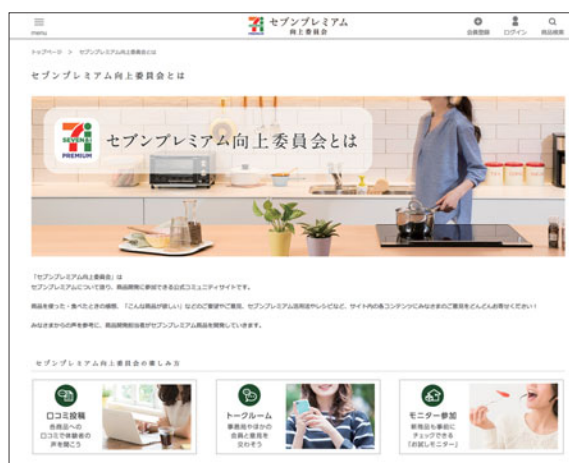 menu
セブンプレミアム
向上委員会
会員登録
ログイン
商品検索
トップページ > セブンプレミアム向上委員会とは
セブンプレミアム向上委員会とは
SEVEN&i
PREMIUM
セブンプレミアム向上委員会とは
「セブンプレミアム向上委員会」は
セブンプレミアムについて語り、商品開発に参加できる公式コミュニティサイトです。
商品を使った・食べたときの感想、「こんな商品が欲しい」などのご要望やご意見、セブンプレミアム活用法やレシピなど、サイト内の各コンテンツにみなさまのご意見をどんどんお寄せください！
みなさまからの声を参考に、商品開発担当者がセブンプレミアム商品を開発していきます。
セブンプレミアム向上委員会の楽しみ方
口コミ投稿
各商品への
口コミで体験者の
声を聞こう
トークルーム
事務局やほかの
会員と意見を
交わそう
モニター参加
新商品も事前に
チェックできる
「お試しモニター」